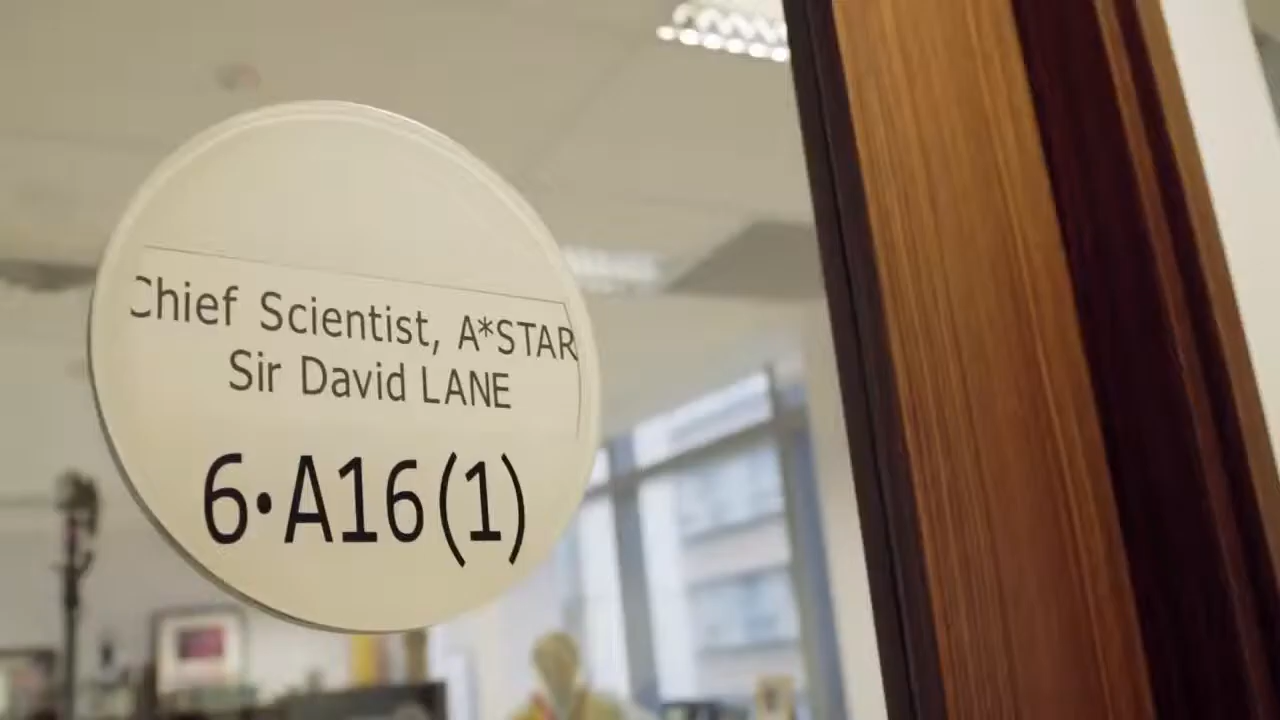 Chief Scientist, A*STAR
Sir David LANE
6·A16(1)